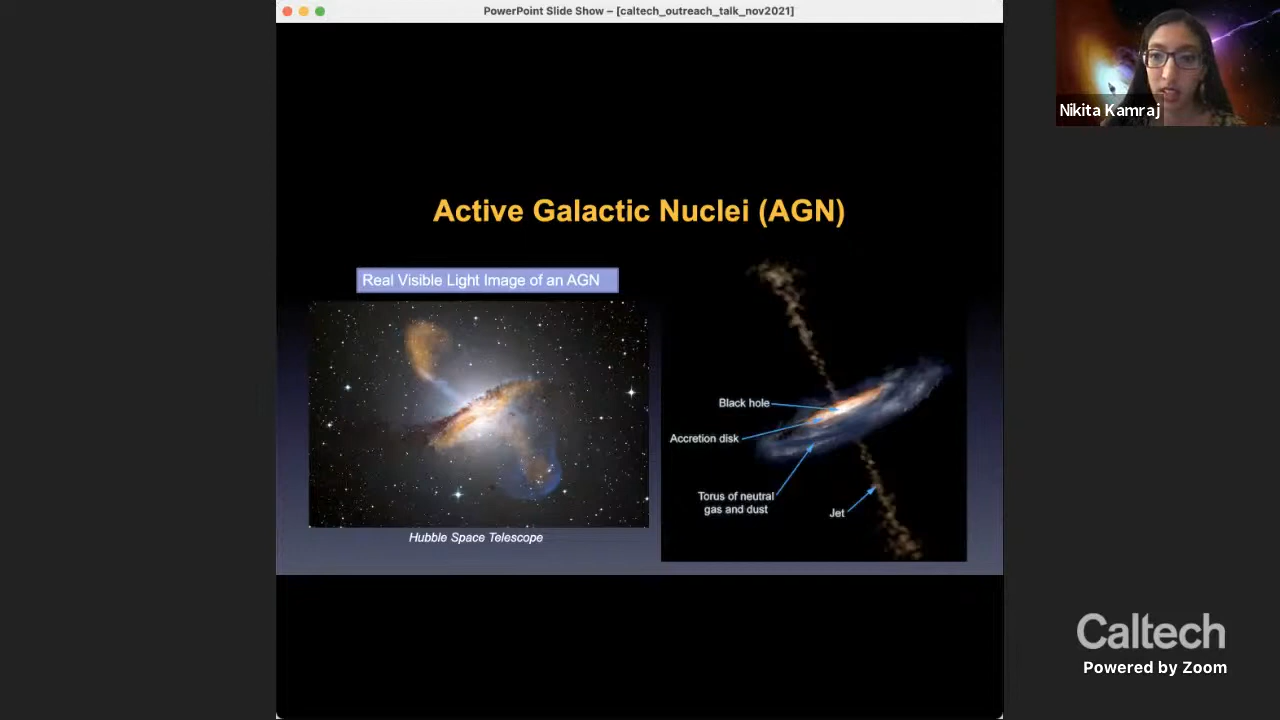 PowerPoint Slide Show – [caltech_outreach_talk_nov2021]
Nikita Kamraj
Active Galactic Nuclei (AGN)
Real Visible Light Image of an AGN
Hubble Space Telescope
Black hole
Accretion disk
Torus of neutral
gas and dust
Jet
Caltech
Powered by Zoom